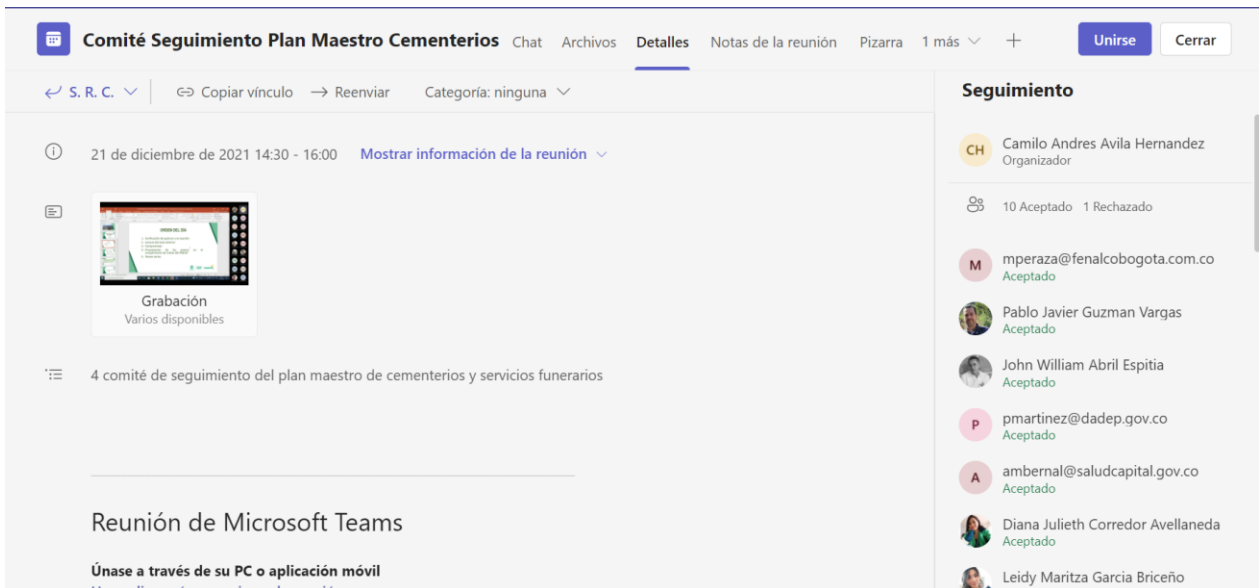 Comité Seguimiento Plan Maestro Cementerios Chat Archivos Detalles Notas de la reunión Pizarra 1 más + Unirse Cerrar
S. R. C. Copiar vínculo Reenviar Categoría: ninguna
21 de diciembre de 2021 14:30 - 16:00 Mostrar información de la reunión
ORDEN DEL DÍA
Grabación
Varios disponibles
4 comité de seguimiento del plan maestro de cementerios y servicios funerarios
Reunión de Microsoft Teams
Únase a través de su PC o aplicación móvil
Seguimiento
CH Camilo Andres Avila Hernandez
Organizador
10 Aceptado 1 Rechazado
M mperaza@fenalcobogota.com.co
Aceptado
Pablo Javier Guzman Vargas
Aceptado
John William Abril Espitia
Aceptado
P pmartinez@dadep.gov.co
Aceptado
A ambernal@saludcapital.gov.co
Aceptado
Diana Julieth Corredor Avellaneda
Aceptado
Leidy Maritza Garcia Briceño